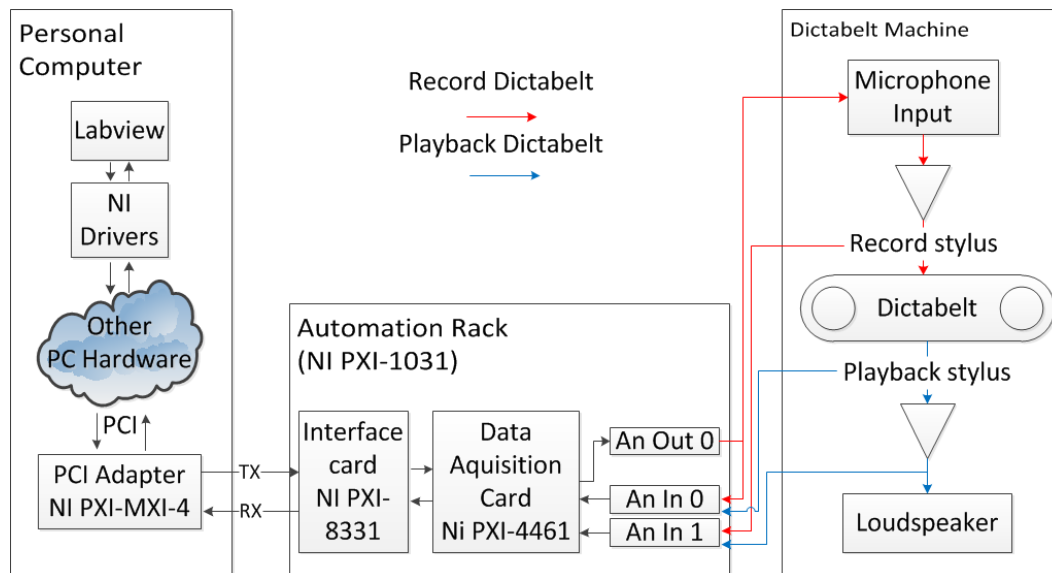 Personal
Computer
Labview
NI
Drivers
Other
PC Hardware
PCI
PCI Adapter
NI PXI-MXI-4
TX
RX
Record Dictabelt
Playback Dictabelt
Automation Rack
(NI PXI-1031)
Interface
card
NI PXI-
8331
Data
Aquisition
Card
Ni PXI-4461
An Out 0
An In 0
An In 1
Dictabelt Machine
Microphone
Input
Record stylus
Dictabelt
Playback stylus
Loudspeaker